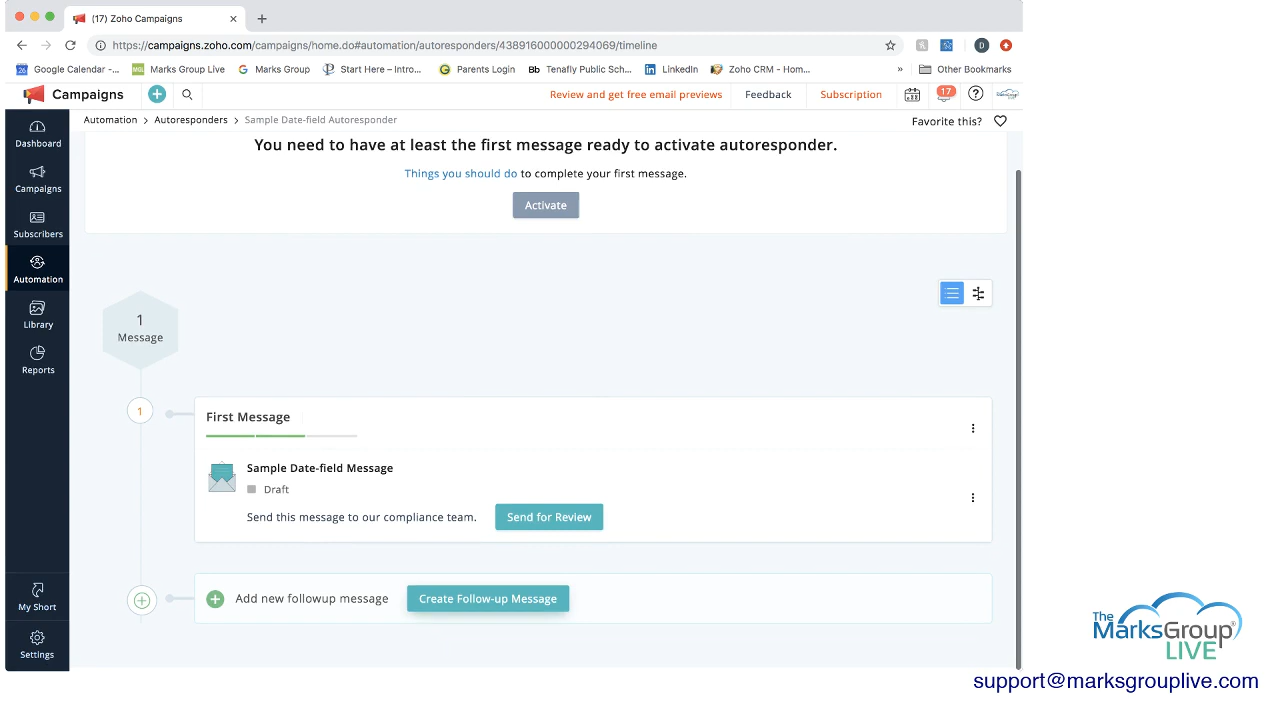 (17) Zoho Campaigns
https://campaigns.zoho.com/campaigns/home.do#automation/autoresponders/438916000000294069/timeline
D
26 Google Calendar -... MGL Marks Group Live G Marks Group Start Here – Intro... G Parents Login Bb Tenafly Public Sch... in LinkedIn Zoho CRM - Hom... » Other Bookmarks
Campaigns
Review and get free email previews Feedback Subscription 17
Automation > Autoresponders > Sample Date-field Autoresponder
Favorite this?
Dashboard
Campaigns
Subscribers
Automation
Library
Reports
My Short
Settings
You need to have at least the first message ready to activate autoresponder.
Things you should do to complete your first message.
Activate
1
Message
1
First Message
Sample Date-field Message
Draft
Send this message to our compliance team. Send for Review
Add new followup message Create Follow-up Message
The
MarksGroup®
LIVE
support@marksgrouplive.com